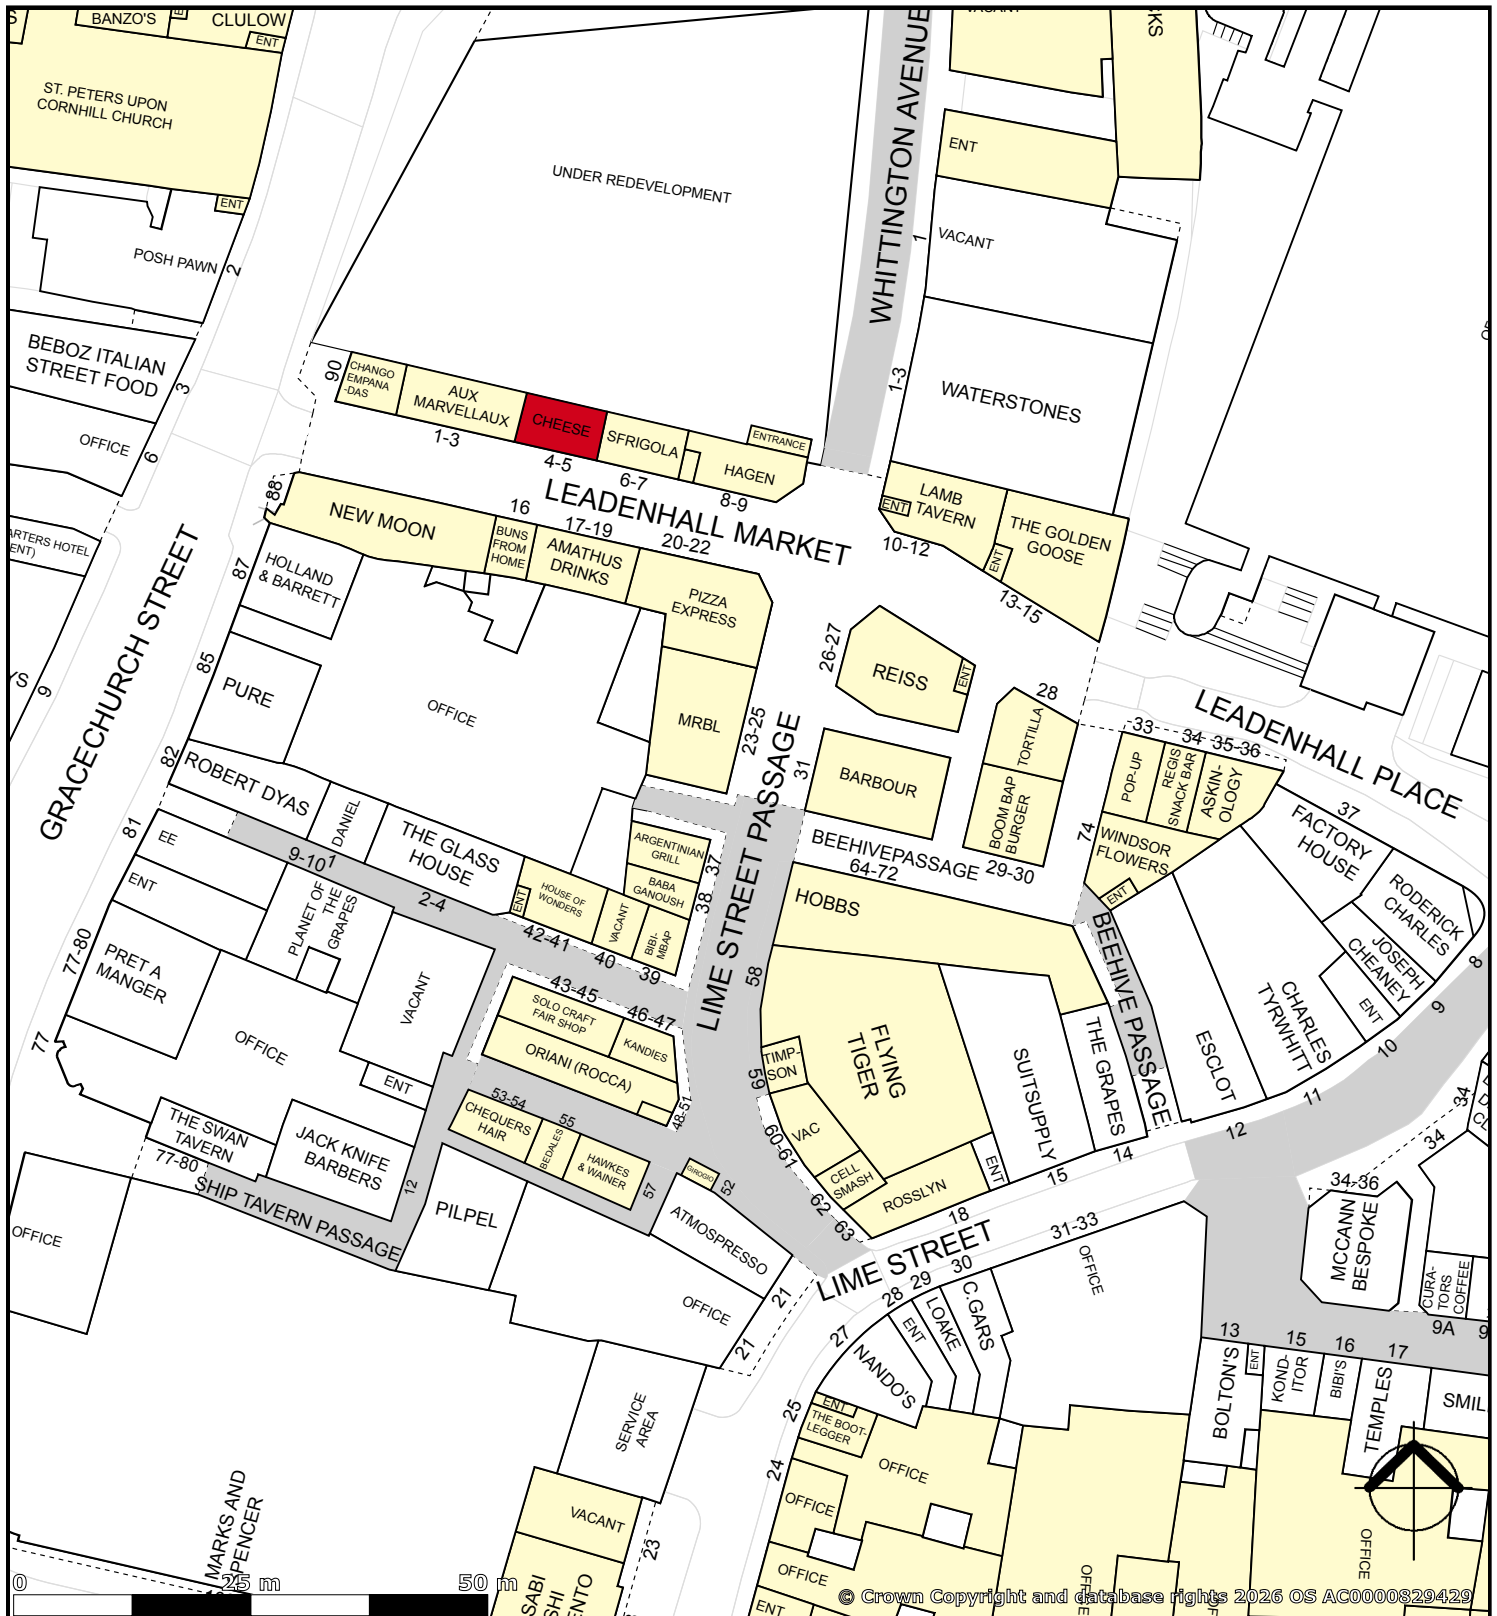 BANZO'S
CLULOW
ENT
ST. PETERS UPON
CORNHILL CHURCH
ENT
POSH PAWN
2
BEBOZ ITALIAN
STREET FOOD
3
OFFICE
6
9
GRACECHURCH STREET
UNDER REDEVELOPMENT
WHITTINGTON AVENUE
VACANT
ENT
1
VACANT
1-3
WATERSTONES
90
CHANGO
EMPANA
-DAS
AUX
MARVELLAUX
1-3
CHEESE
4-5
SFRIGOLA
6-7
ENTRANCE
HAGEN
8-9
LEADENHALL MARKET
LAMB
TAVERN
ENT
10-12
THE GOLDEN
GOOSE
ENT
13-15
88
NEW MOON
16
BUNS
FROM
HOME
17-19
AMATHUS
DRINKS
20-22
PIZZA
EXPRESS
MRBL
23-25
87
HOLLAND
& BARRETT
85
PURE
OFFICE
82
ROBERT DYAS
DANIEL
THE GLASS
HOUSE
26-27
REISS
ENT
28
TORTILLA
BOOM BAP
BURGER
29-30
31
BARBOUR
BEEHIVEPASSAGE
64-72
HOBBS
33
34
35-36
POP-UP
REGIS
SNACK BAR
ASKIN-
OLOGY
74
WINDSOR
FLOWERS
ENT
LEADENHALL PLACE
37
FACTORY
HOUSE
RODERICK
CHARLES
8
JOSEPH
CHEANEY
9
ENT
10
CHARLES
TYRWHITT
11
ESCLOT
12
BEEHIVE PASSAGE
THE GRAPES
14
SUITSUPPLY
15
ENT
ROSSLYN
18
FLYING
TIGER
LIME STREET PASSAGE
58
TIMP-
SON
59
VAC
60-61
CELL
SMASH
62
63
ARGENTINIAN
GRILL
37
BABA
GANOUSH
38
BIBI-
MBAP
39
VACANT
40
HOUSE OF
WONDERS
ENT
42-41
81
EE
9-10
1
2-4
ENT
PLANET OF
THE
GRAPES
VACANT
77-80
PRET A
MANGER
77
OFFICE
ENT
43-45
SOLO CRAFT
FAIR SHOP
46-47
KANDIES
ORIANI (ROCCA)
48-51
53-54
CHEQUERS
HAIR
55
BEDALES
HAWKES
& WAINER
57
GIROGIO
52
ATMOSPRESSO
THE SWAN
TAVERN
77-80
JACK KNIFE
BARBERS
12
SHIP TAVERN PASSAGE
PILPEL
OFFICE
OFFICE
21
21
LIME STREET
31-33
30
29
28
27
OFFICE
C.GARS
LOAKE
ENT
NANDO'S
25
ENT
THE BOOT-
LEGGER
24
OFFICE
OFFICE
OFFICE
ENT
SERVICE
AREA
VACANT
23
MARKS AND
SPENCER
34
34
34-36
MCCANN
BESPOKE
CURA-
TORS
COFFEE
9A
13
15
16
17
BOLTON'S
ENT
KOND-
ITOR
BIBI'S
TEMPLES
OFFICE
0
25 m
50 m
© Crown Copyright and database rights 2026 OS AC0000829429